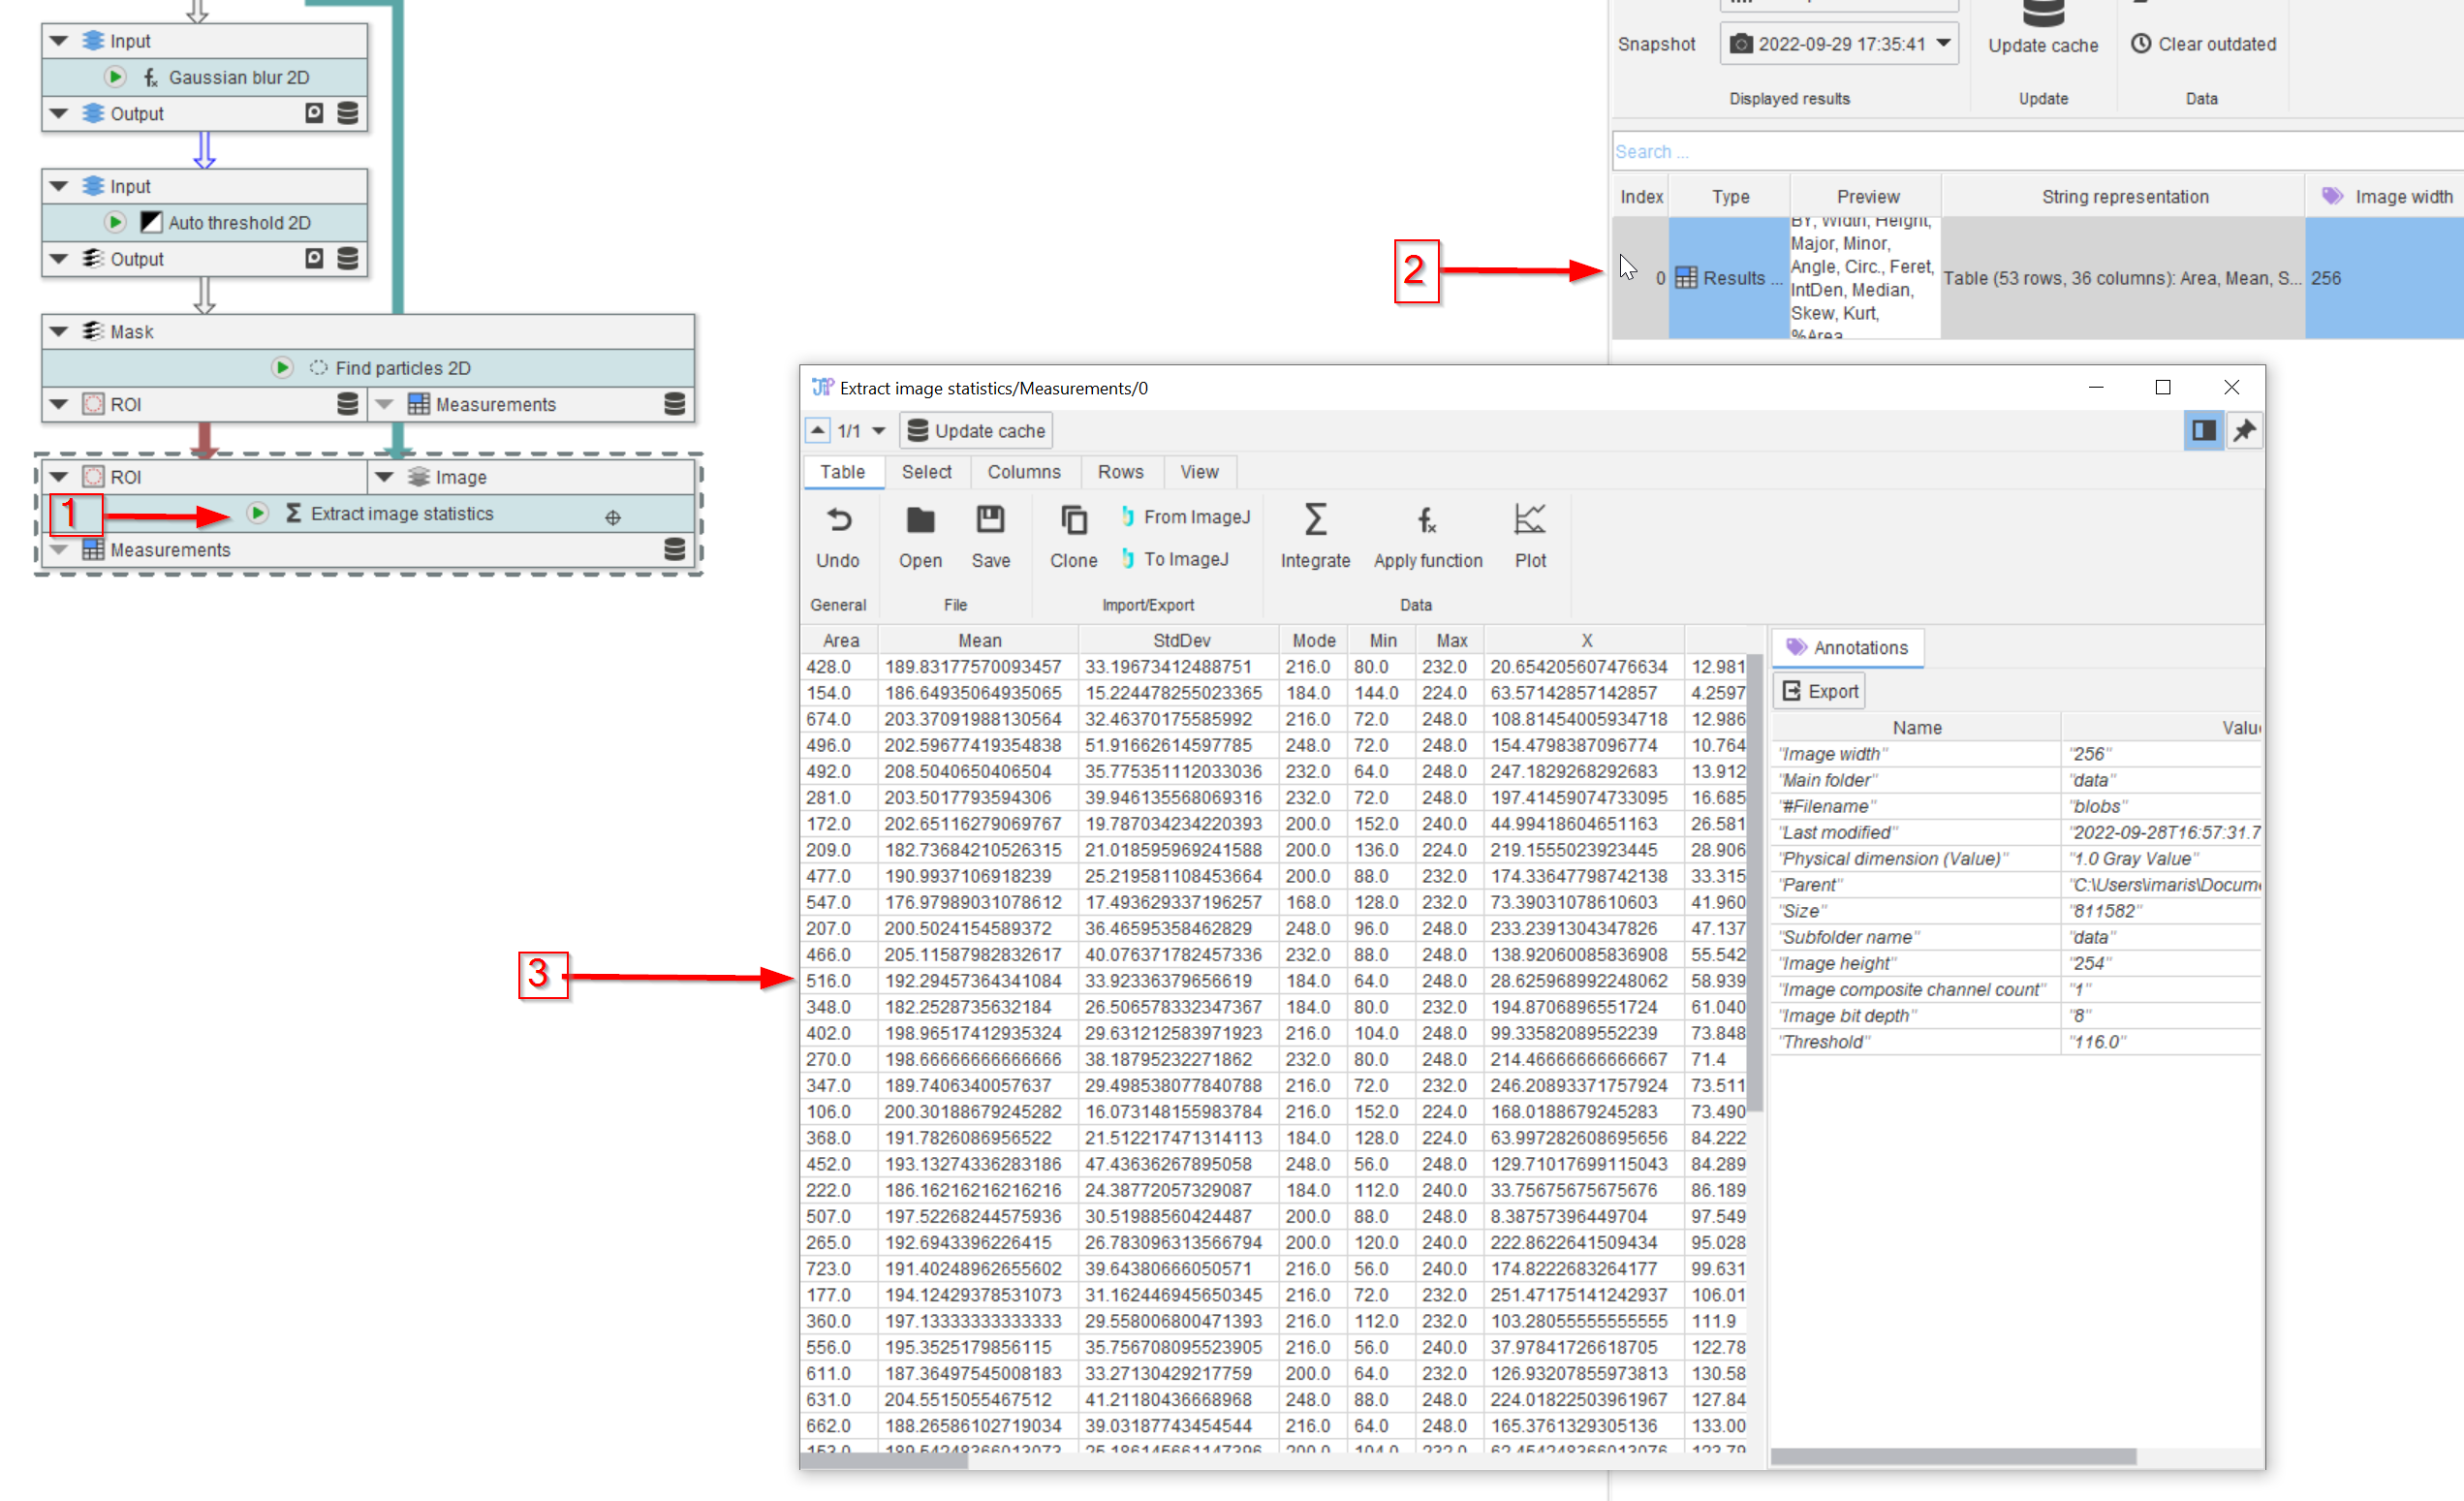 Input
Gaussian blur 2D
Output
Input
Auto threshold 2D
Output
Mask
Find particles 2D
ROI Measurements
ROI Image
1 Extract image statistics
Measurements
Snapshot 2022-09-29 17:35:41 Update cache Clear outdated
Displayed results Update Data
Search ...
Index Type Preview String representation Image width
BY, Width, Height,
Major, Minor,
Angle, Circ., Feret,
IntDen, Median,
Skew, Kurt,
%Area
2 0 Results ... Table (53 rows, 36 columns): Area, Mean, S... 256
Extract image statistics/Measurements/0
1/1 Update cache
Table Select Columns Rows View
Undo Open Save Clone From ImageJ To ImageJ Integrate Apply function Plot
General File Import/Export Data
Area Mean StdDev Mode Min Max X
428.0 189.83177570093457 33.19673412488751 216.0 80.0 232.0 20.654205607476634 12.981
154.0 186.64935064935065 15.224478255023365 184.0 144.0 224.0 63.57142857142857 4.2597
674.0 203.37091988130564 32.46370175585992 216.0 72.0 248.0 108.81454005934718 12.986
496.0 202.59677419354838 51.91662614597785 248.0 72.0 248.0 154.4798387096774 10.764
492.0 208.5040650406504 35.775351112033036 232.0 64.0 248.0 247.1829268292683 13.912
281.0 203.5017793594306 39.946135568069316 232.0 72.0 248.0 197.41459074733095 16.685
172.0 202.65116279069767 19.787034234220393 200.0 152.0 240.0 44.99418604651163 26.581
209.0 182.73684210526315 21.018595969241588 200.0 136.0 224.0 219.1555023923445 28.906
477.0 190.9937106918239 25.219581108453664 200.0 88.0 232.0 174.33647798742138 33.315
547.0 176.97989031078612 17.493629337196257 168.0 128.0 232.0 73.39031078610603 41.960
207.0 200.5024154589372 36.46595358462829 248.0 96.0 248.0 233.2391304347826 47.137
466.0 205.11587982832617 40.076371782457336 232.0 88.0 248.0 138.92060085836908 55.542
3 516.0 192.29457364341084 33.92336379656619 184.0 64.0 248.0 28.625968992248062 58.939
348.0 182.2528735632184 26.506578332347367 184.0 80.0 232.0 194.8706896551724 61.040
402.0 198.96517412935324 29.631212583971923 216.0 104.0 248.0 99.33582089552239 73.848
270.0 198.66666666666666 38.18795232271862 232.0 80.0 248.0 214.46666666666667 71.4
347.0 189.7406340057637 29.498538077840788 216.0 72.0 232.0 246.20893371757924 73.511
106.0 200.30188679245282 16.073148155983784 216.0 152.0 224.0 168.0188679245283 73.490
368.0 191.7826086956522 21.512217471314113 184.0 128.0 224.0 63.997282608695656 84.222
452.0 193.13274336283186 47.43636267895058 248.0 56.0 248.0 129.71017699115043 84.289
222.0 186.16216216216216 24.38772057329087 184.0 112.0 240.0 33.75675675675676 86.189
507.0 197.52268244575936 30.51988560424487 200.0 88.0 248.0 8.38757396449704 97.549
265.0 192.6943396226415 26.783096313566794 200.0 120.0 240.0 222.8622641509434 95.028
723.0 191.40248962655602 39.64380666050571 216.0 56.0 240.0 174.8222683264177 99.631
177.0 194.12429378531073 31.162446945650345 216.0 72.0 232.0 251.47175141242937 106.01
360.0 197.13333333333333 29.558006800471393 216.0 112.0 232.0 103.28055555555555 111.9
556.0 195.3525179856115 35.756708095523905 216.0 56.0 240.0 37.97841726618705 122.78
611.0 187.36497545008183 33.27130429217759 200.0 64.0 232.0 126.93207855973813 130.58
631.0 204.5515055467512 41.21180436668968 248.0 88.0 248.0 224.01822503961967 127.84
662.0 188.26586102719034 39.03187743454544 216.0 64.0 248.0 165.3761329305136 133.00
Annotations
Export
Name Valu
"Image width" "256"
"Main folder" "data"
"#Filename" "blobs"
"Last modified" "2022-09-28T16:57:31.7
"Physical dimension (Value)" "1.0 Gray Value"
"Parent" "C:\Users\imaris\Docum
"Size" "811582"
"Subfolder name" "data"
"Image height" "254"
"Image composite channel count" "1"
"Image bit depth" "8"
"Threshold" "116.0"